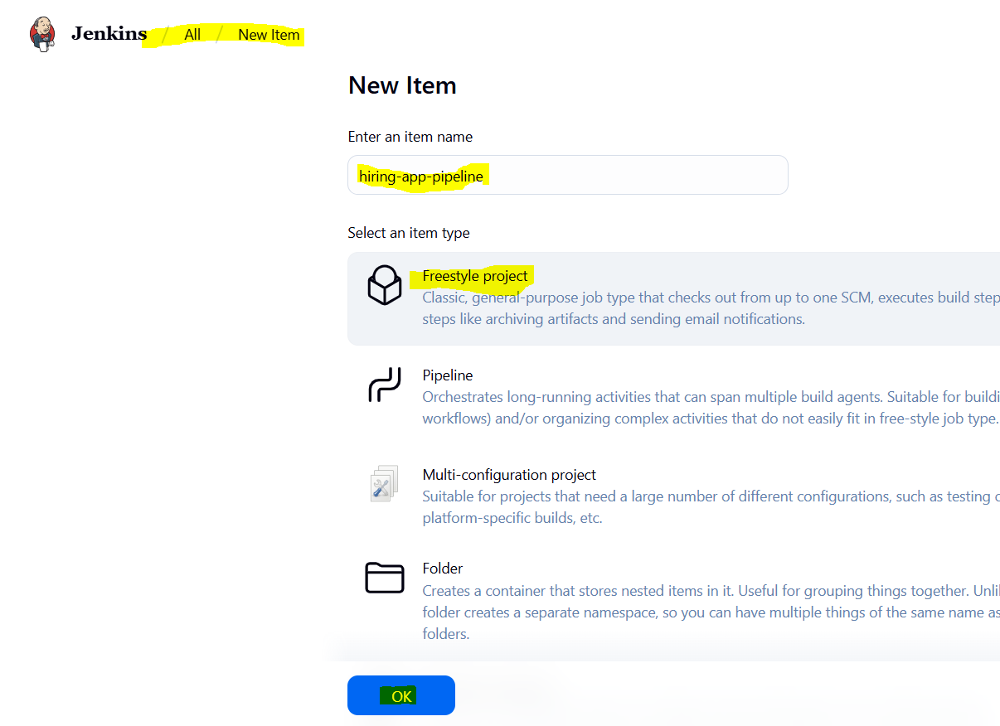 Jenkins / All / New Item
New Item
Enter an item name
hiring-app-pipeline
Select an item type
Freestyle project
Classic, general-purpose job type that checks out from up to one SCM, executes build step
steps like archiving artifacts and sending email notifications.
Pipeline
Orchestrates long-running activities that can span multiple build agents. Suitable for buildi
workflows) and/or organizing complex activities that do not easily fit in free-style job type.
Multi-configuration project
Suitable for projects that need a large number of different configurations, such as testing
platform-specific builds, etc.
Folder
Creates a container that stores nested items in it. Useful for grouping things together. Unli
folder creates a separate namespace, so you can have multiple things of the same name as
folders.
OK